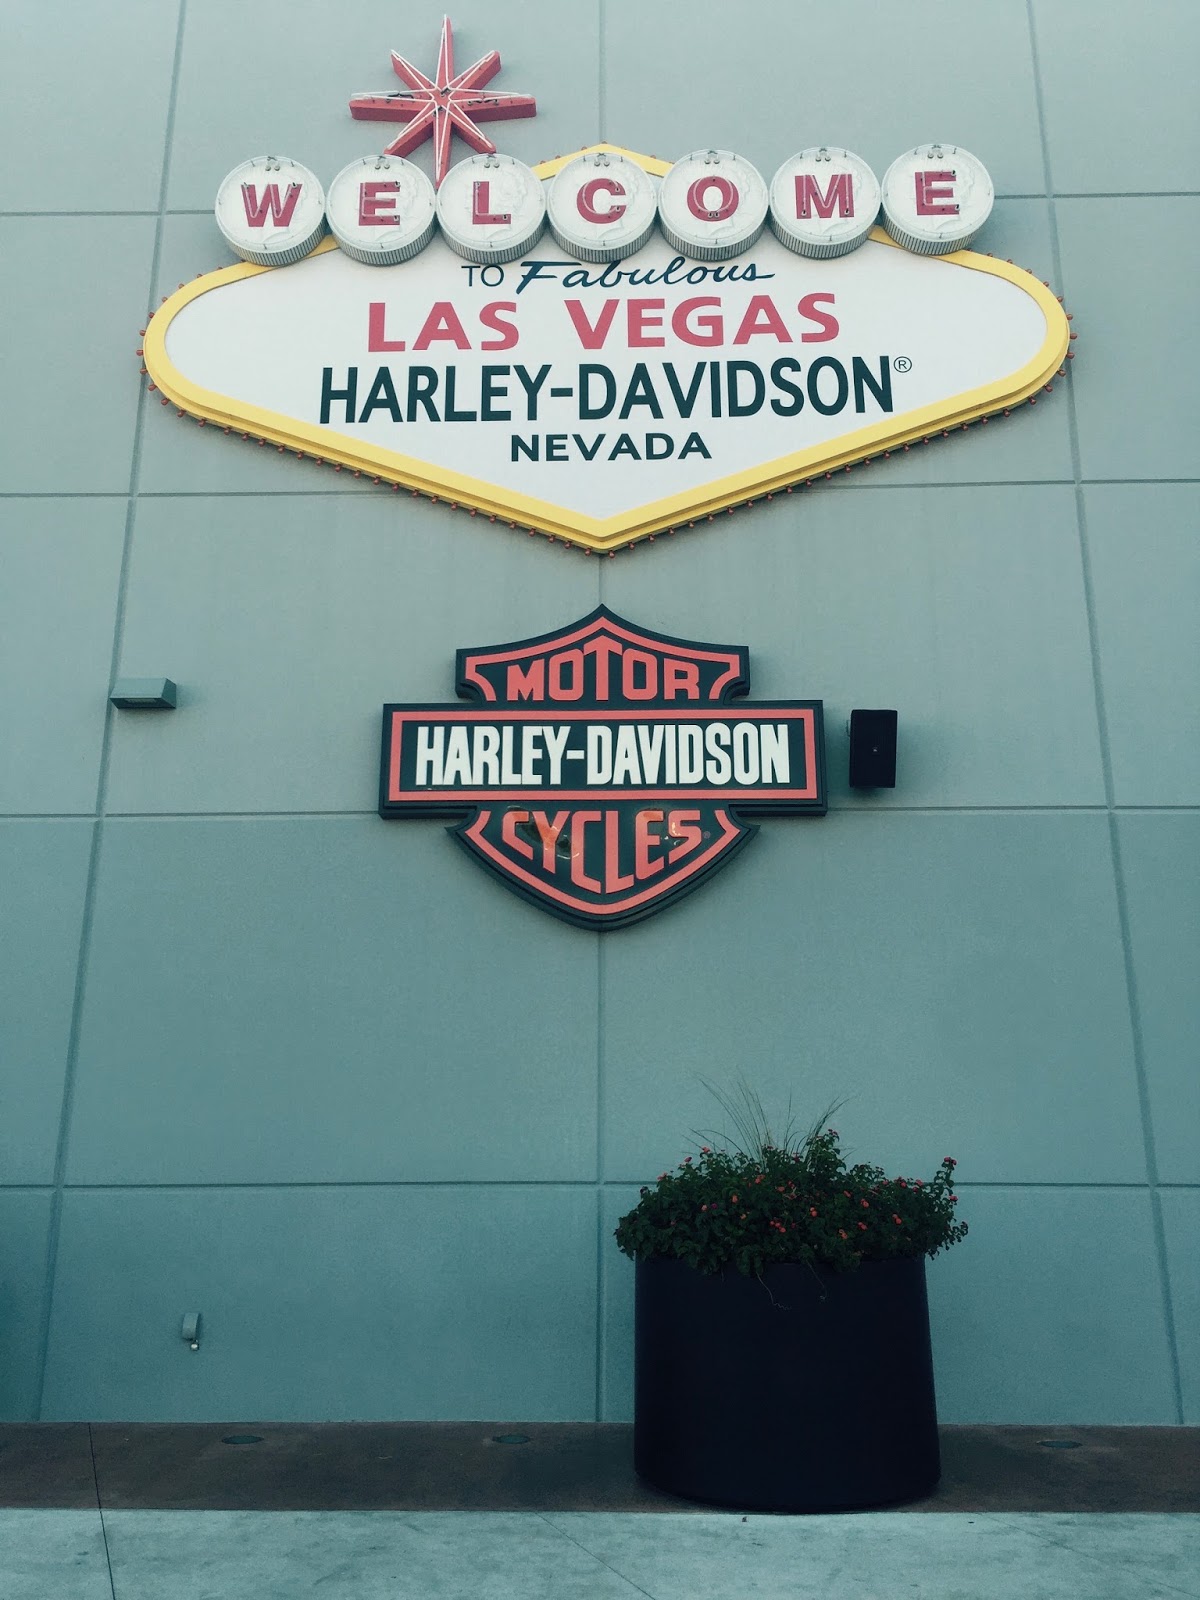 WELCOME
TO Fabulous
LAS VEGAS
HARLEY-DAVIDSON®
NEVADA
MOTOR
HARLEY-DAVIDSON
CYCLES®